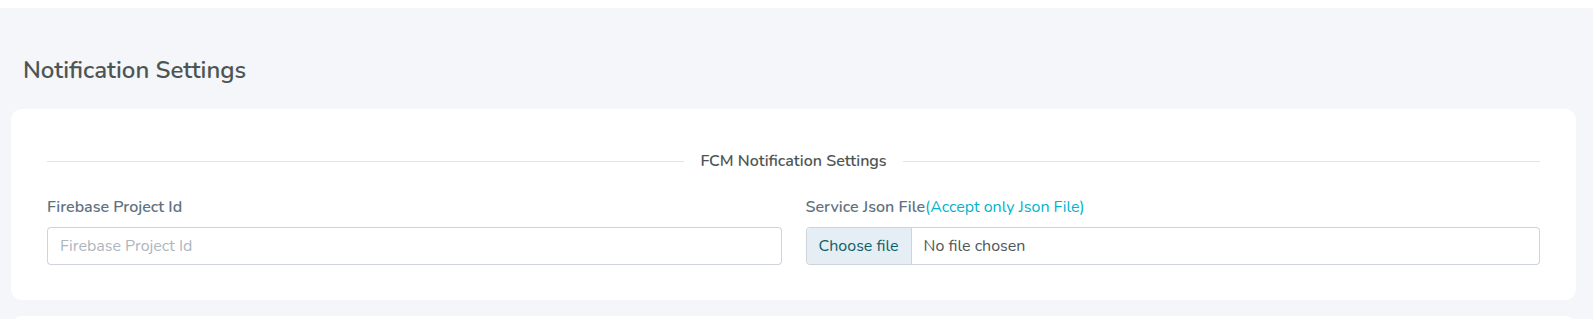 Notification Settings
FCM Notification Settings
Firebase Project Id
Firebase Project Id
Service Json File(Accept only Json File)
Choose file No file chosen